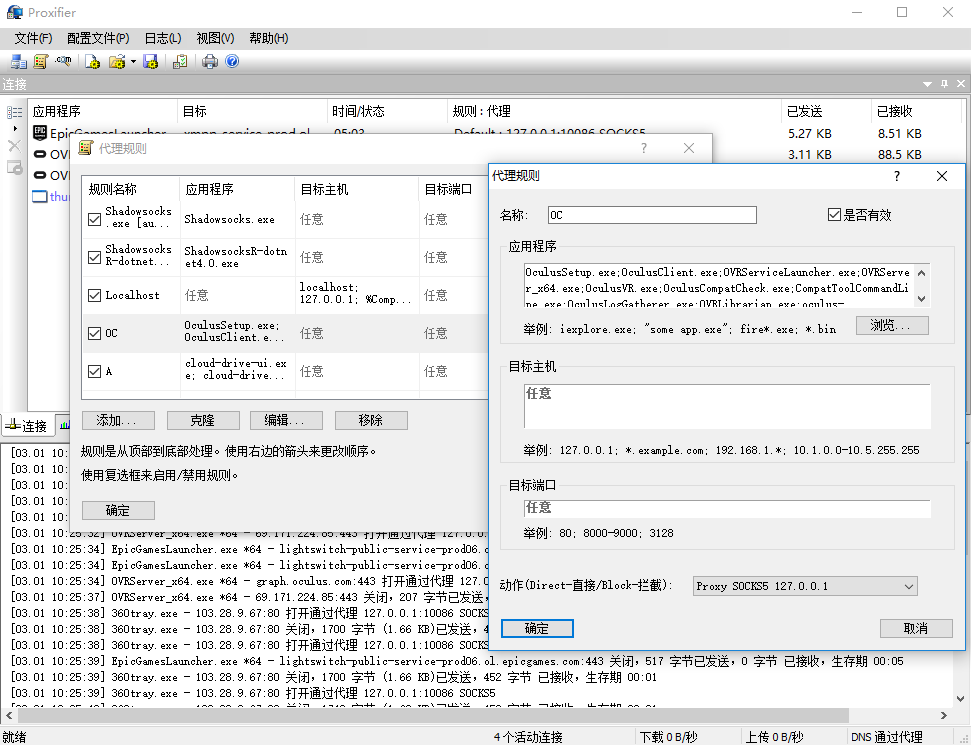 Proxifier
文件(F) 配置文件(P) 日志(L) 视图(V) 帮助(H)
连接
应用程序 目标 时间/状态 规则 : 代理 已发送 已接收
EpicGamesLauncher 05:03 Default : 127.0.0.1:10086 SOCKS5 5.27 KB 8.51 KB
3.11 KB 88.5 KB
代理规则
规则名称 应用程序 目标主机 目标端口
Shadowsocks
.exe [au...
Shadowsocks.exe 任意 任意
Shadowsocks
R-dotnet...
ShadowsocksR-dotn
et4.0.exe
任意 任意
Localhost 任意
localhost;
127.0.0.1; %Comp...
任意
OC
OculusSetup.exe;
OculusClient.e...
任意 任意
A
cloud-drive-ui.ex
e; cloud-drive...
任意 任意
添加... 克隆 编辑... 移除
规则是从顶部到底部处理。使用右边的箭头来更改顺序。
使用复选框来启用/禁用规则。
确定
代理规则
名称: OC 是否有效
应用程序
OculusSetup.exe;OculusClient.exe;OVRServiceLauncher.exe;OVRServe
r_x64.exe;OculusVR.exe;OculusCompatCheck.exe;CompatToolCommandLi
ne.exe;OculusLogGatherer.exe;OVRLibrarian.exe;oculus-
举例: iexplore.exe; "some app.exe"; fire*.exe; *.bin 浏览...
目标主机
任意
举例: 127.0.0.1; *.example.com; 192.168.1.*; 10.1.0.0-10.5.255.255
目标端口
任意
举例: 80; 8000-9000; 3128
动作(Direct-直接/Block-拦截): Proxy SOCKS5 127.0.0.1
确定 取消
连接
[03.01 10:
[03.01 10:
[03.01 10:
[03.01 10:
[03.01 10:
[03.01 10:25:32] OVRServer_x64.exe *64 - 69.171.224.85:443 打开通过代理 127.0
[03.01 10:25:34] EpicGamesLauncher.exe *64 - lightswitch-public-service-prod06.o
[03.01 10:25:34] EpicGamesLauncher.exe *64 - lightswitch-public-service-prod06.o
[03.01 10:25:34] OVRServer_x64.exe *64 - graph.oculus.com:443 打开通过代理 127.0
[03.01 10:25:37] OVRServer_x64.exe *64 - 69.171.224.85:443 关闭, 207 字节已发送,
[03.01 10:25:38] 360tray.exe - 103.28.9.67:80 打开通过代理 127.0.0.1:10086 SOCKS
[03.01 10:25:38] 360tray.exe - 103.28.9.67:80 关闭, 1700 字节 (1.66 KB)已发送, 4
[03.01 10:25:38] 360tray.exe - 103.28.9.67:80 打开通过代理 127.0.0.1:10086 SOCKS
[03.01 10:25:39] EpicGamesLauncher.exe *64 - lightswitch-public-service-prod06.ol.epicgames.com:443 关闭, 517 字节已发送, 0 字节 已接收, 生存期 00:05
[03.01 10:25:39] 360tray.exe - 103.28.9.67:80 关闭, 1700 字节 (1.66 KB)已发送, 452 字节 已接收, 生存期 00:01
[03.01 10:25:39] 360tray.exe - 103.28.9.67:80 打开通过代理 127.0.0.1:10086 SOCKS5
就绪 4 个活动连接 下载 0 B/秒 上传 0 B/秒 DNS 通过代理